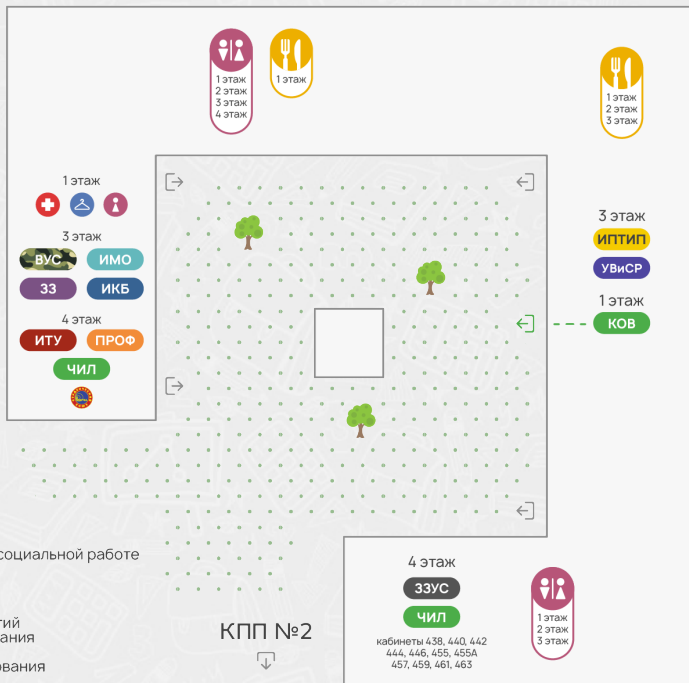 1 этаж
2 этаж
3 этаж
4 этаж
1 этаж
1 этаж
2 этаж
3 этаж
1 этаж
3 этаж
ВУС ИМО
ЗЗ ИКБ
4 этаж
ИТУ ПРОФ
ЧИЛ
3 этаж
ИПТИП
УВиСР
1 этаж
КОВ
социальной работе
КПП №2
4 этаж
ЗЗУС
ЧИЛ
кабинеты 438, 440, 442
444, 446, 455, 455А
457, 459, 461, 463
1 этаж
2 этаж
3 этаж